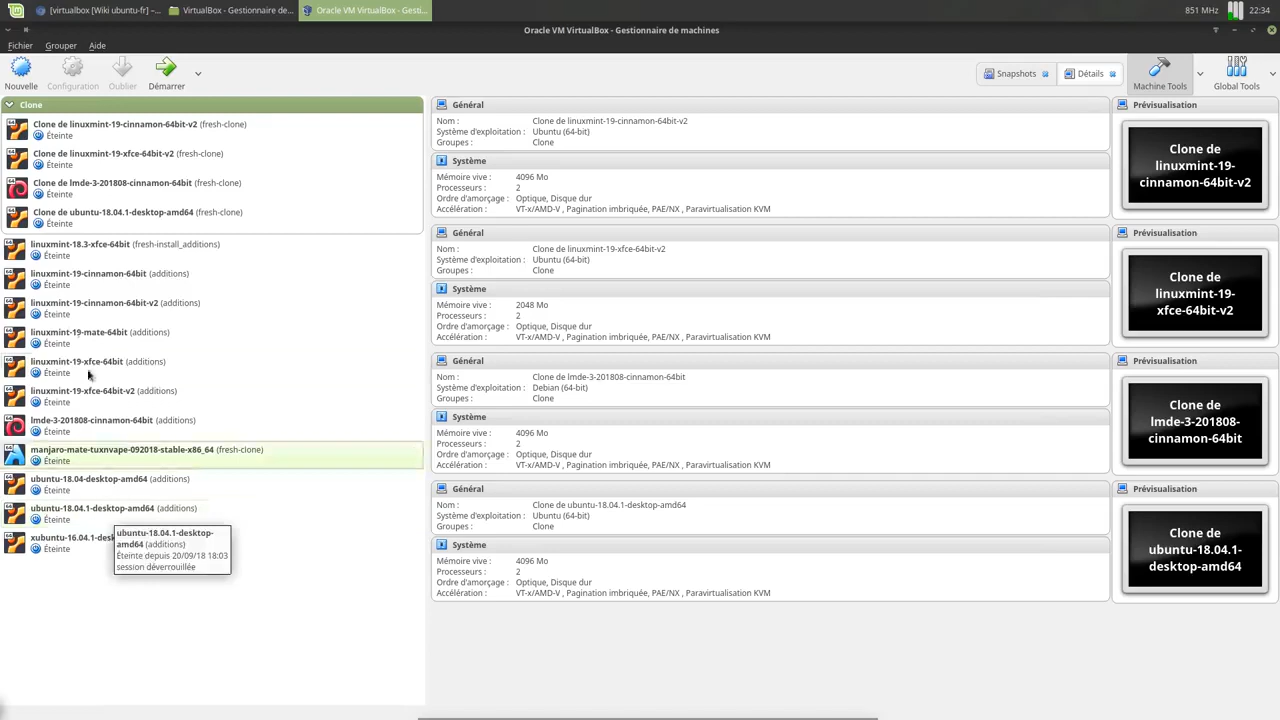 [virtualbox [Wiki ubuntu-fr] –...
VirtualBox - Gestionnaire de...
Oracle VM VirtualBox - Gesti...
851 MHz
22:34
Oracle VM VirtualBox - Gestionnaire de machines
Fichier Grouper Aide
Nouvelle
Configuration
Oublier
Démarrer
Snapshots
Détails
Machine Tools
Global Tools
Clone
Clone de linuxmint-19-cinnamon-64bit-v2 (fresh-clone)
Éteinte
Clone de linuxmint-19-xfce-64bit-v2 (fresh-clone)
Éteinte
Clone de lmde-3-201808-cinnamon-64bit (fresh-clone)
Éteinte
Clone de ubuntu-18.04.1-desktop-amd64 (fresh-clone)
Éteinte
linuxmint-18.3-xfce-64bit (fresh-install_additions)
Éteinte
linuxmint-19-cinnamon-64bit (additions)
Éteinte
linuxmint-19-cinnamon-64bit-v2 (additions)
Éteinte
linuxmint-19-mate-64bit (additions)
Éteinte
linuxmint-19-xfce-64bit (additions)
Éteinte
linuxmint-19-xfce-64bit-v2 (additions)
Éteinte
lmde-3-201808-cinnamon-64bit (additions)
Éteinte
manjaro-mate-tuxnvape-092018-stable-x86_64 (fresh-clone)
Éteinte
ubuntu-18.04-desktop-amd64 (additions)
Éteinte
ubuntu-18.04.1-desktop-amd64 (additions)
Éteinte
xubuntu-16.04.1-desk
Éteinte
ubuntu-18.04.1-desktop-
amd64 (additions)
Éteinte depuis 20/09/18 18:03
session déverrouillée
Général
Nom : Clone de linuxmint-19-cinnamon-64bit-v2
Système d'exploitation : Ubuntu (64-bit)
Groupes : Clone
Système
Mémoire vive : 4096 Mo
Processeurs : 2
Ordre d'amorçage : Optique, Disque dur
Accélération : VT-x/AMD-V , Pagination imbriquée, PAE/NX , Paravirtualisation KVM
Prévisualisation
Clone de
linuxmint-19-
cinnamon-64bit-v2
Général
Nom : Clone de linuxmint-19-xfce-64bit-v2
Système d'exploitation : Ubuntu (64-bit)
Groupes : Clone
Système
Mémoire vive : 2048 Mo
Processeurs : 2
Ordre d'amorçage : Optique, Disque dur
Accélération : VT-x/AMD-V , Pagination imbriquée, PAE/NX , Paravirtualisation KVM
Prévisualisation
Clone de
linuxmint-19-
xfce-64bit-v2
Général
Nom : Clone de lmde-3-201808-cinnamon-64bit
Système d'exploitation : Debian (64-bit)
Groupes : Clone
Système
Mémoire vive : 4096 Mo
Processeurs : 2
Ordre d'amorçage : Optique, Disque dur
Accélération : VT-x/AMD-V , Pagination imbriquée, PAE/NX , Paravirtualisation KVM
Prévisualisation
Clone de
lmde-3-201808-
cinnamon-64bit
Général
Nom : Clone de ubuntu-18.04.1-desktop-amd64
Système d'exploitation : Ubuntu (64-bit)
Groupes : Clone
Système
Mémoire vive : 4096 Mo
Processeurs : 2
Ordre d'amorçage : Optique, Disque dur
Accélération : VT-x/AMD-V , Pagination imbriquée, PAE/NX , Paravirtualisation KVM
Prévisualisation
Clone de
ubuntu-18.04.1-
desktop-amd64